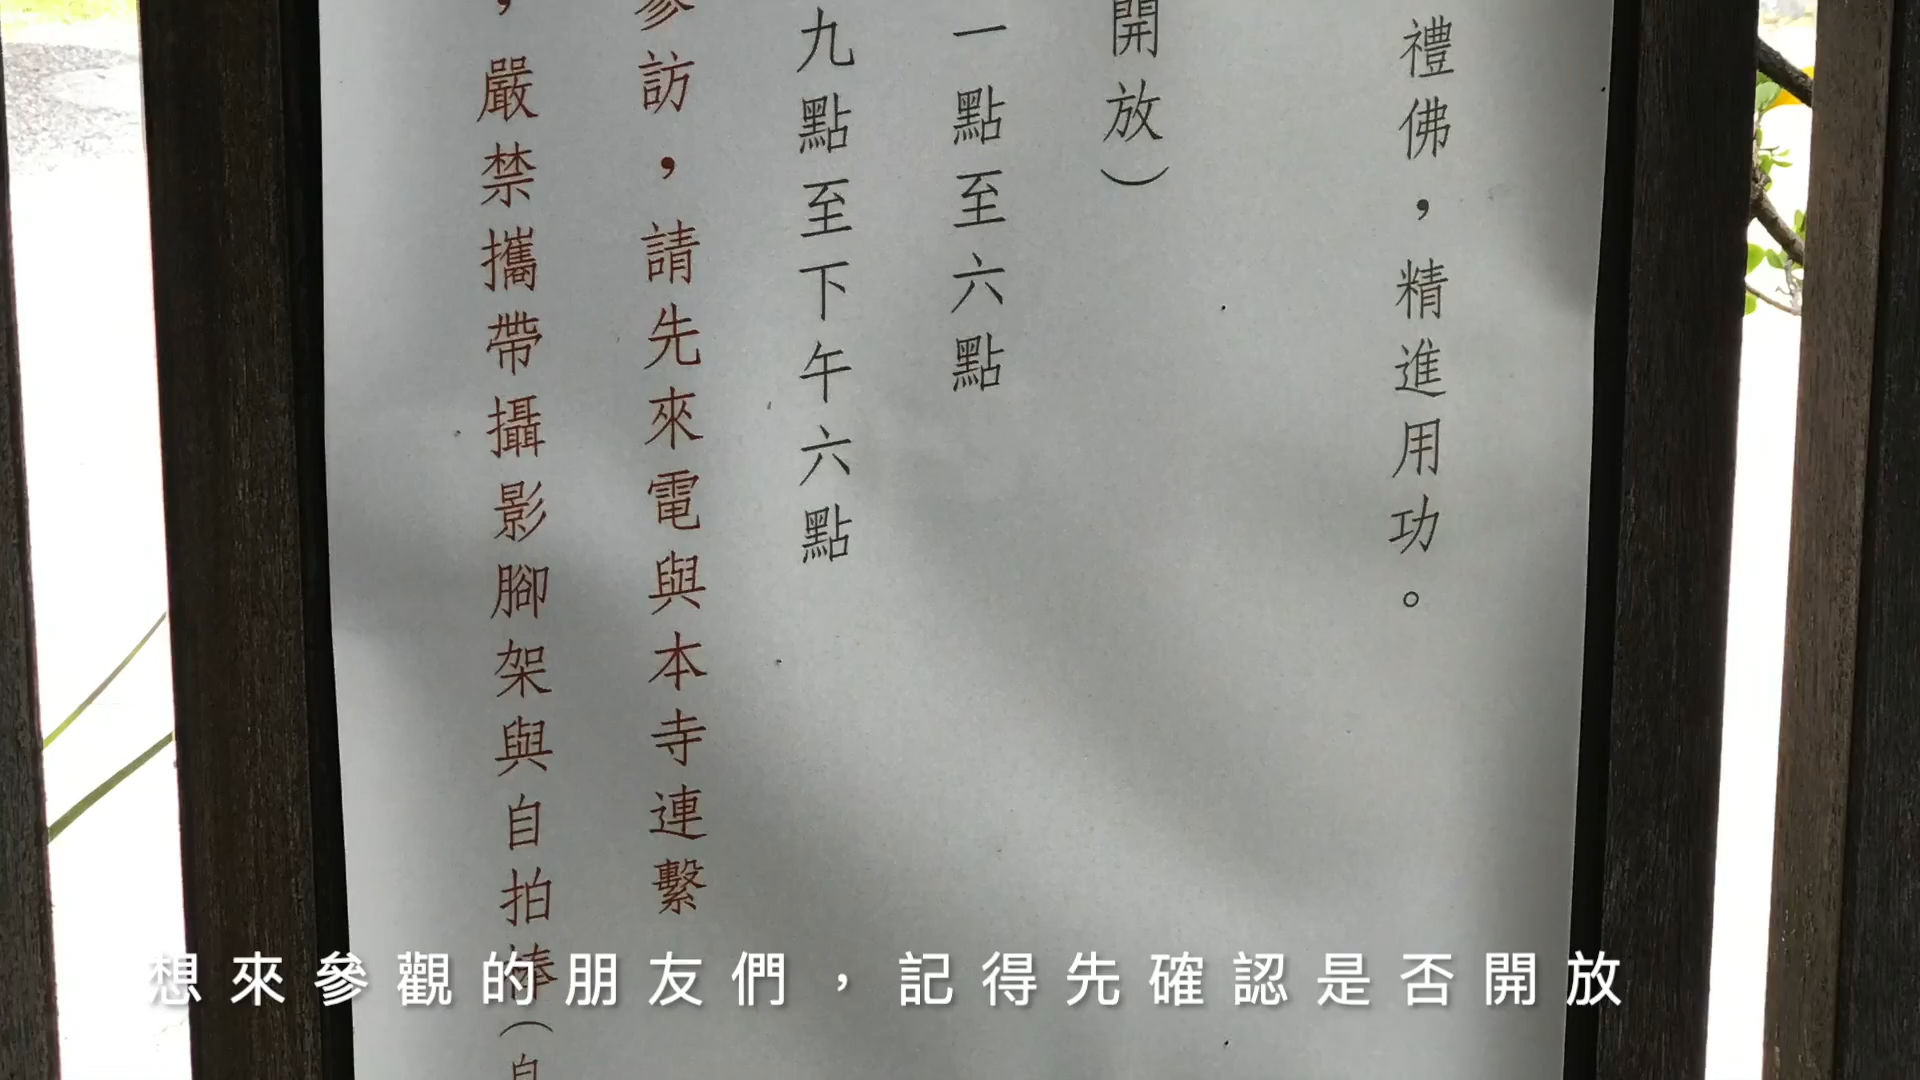 禮佛，精進用功。
開放）
一點至六點
九點至下午六點
參訪，請先來電與本寺連繫
，嚴禁攜帶攝影腳架與自拍棒（自
想來參觀的朋友們，記得先確認是否開放